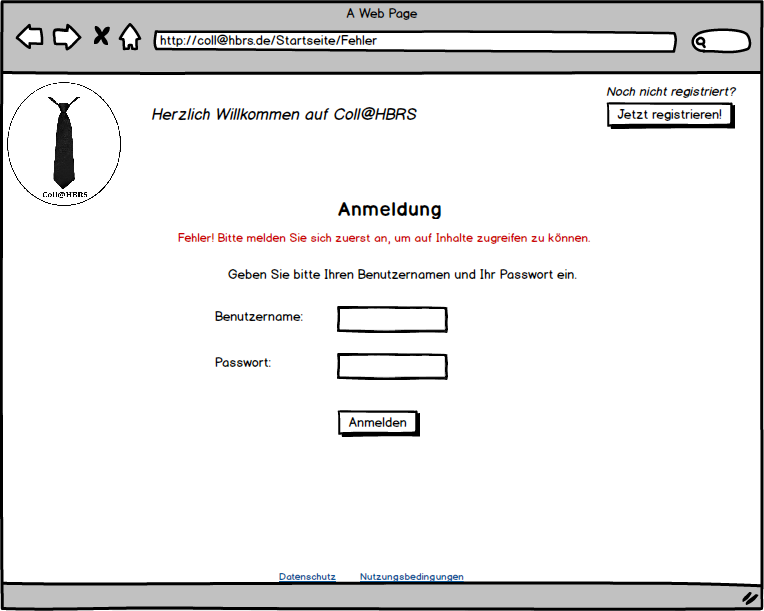 A Web Page
http://coll@hbrs.de/Startseite/Fehler
Noch nicht registriert?
Herzlich Willkommen auf Coll@HBRS
Jetzt registrieren!
Coll@HBRS
Anmeldung
Fehler! Bitte melden Sie sich zuerst an, um auf Inhalte zugreifen zu können.
Geben Sie bitte Ihren Benutzernamen und Ihr Passwort ein.
Benutzername:
Passwort:
Anmelden
Datenschutz Nutzungsbedingungen